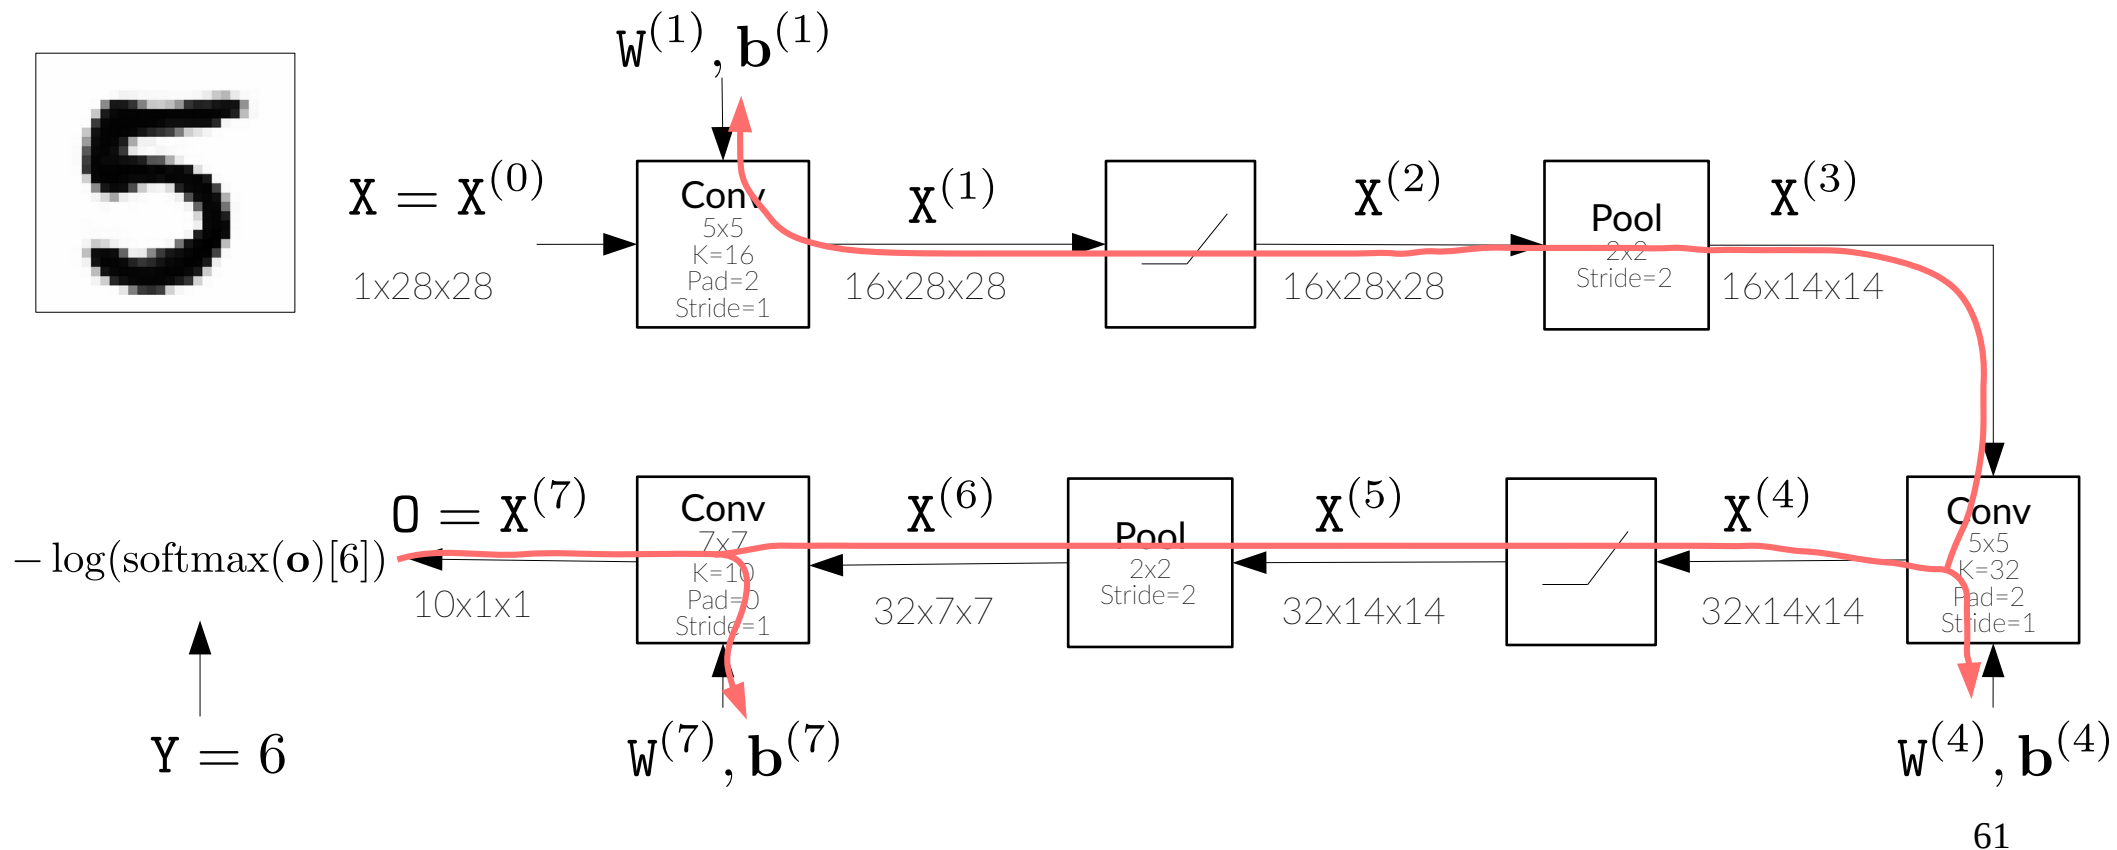 W^(1), b^(1)
X = X^(0)
1x28x28
Conv
5x5
K=16
Pad=2
Stride=1
X^(1)
16x28x28
X^(2)
16x28x28
Pool
2x2
Stride=2
X^(3)
16x14x14
− log(softmax(o)[6])
O = X^(7)
10x1x1
Conv
7x7
K=10
Pad=0
Stride=1
X^(6)
32x7x7
Pool
2x2
Stride=2
X^(5)
32x14x14
X^(4)
32x14x14
Conv
5x5
K=32
Pad=2
Stride=1
Y = 6
W^(7), b^(7)
W^(4), b^(4)
61